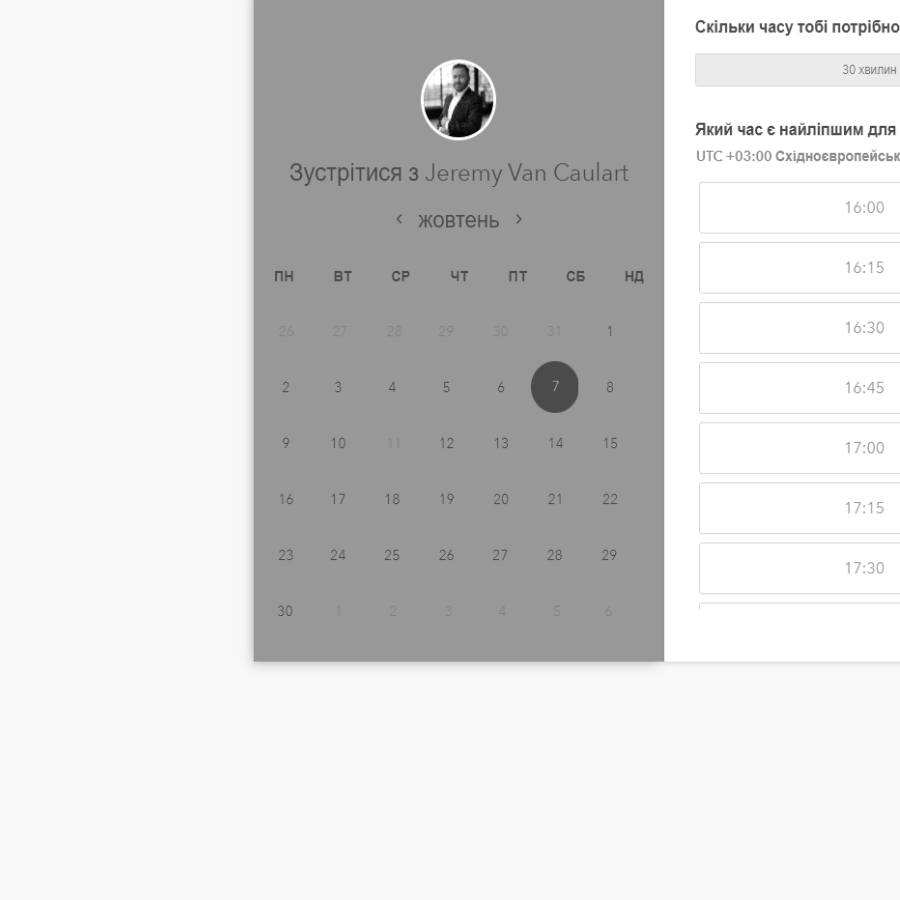 Зустрітися з Jeremy Van Caulart
‹ жовтень ›
ПН ВТ СР ЧТ ПТ СБ НД
26 27 28 29 30 31 1
2 3 4 5 6 7 8
9 10 11 12 13 14 15
16 17 18 19 20 21 22
23 24 25 26 27 28 29
30 1 2 3 4 5 6
Скільки часу тобі потрібно
30 хвилин
Який час є найліпшим для
UTC +03:00 Східноєвропейськ
16:00
16:15
16:30
16:45
17:00
17:15
17:30